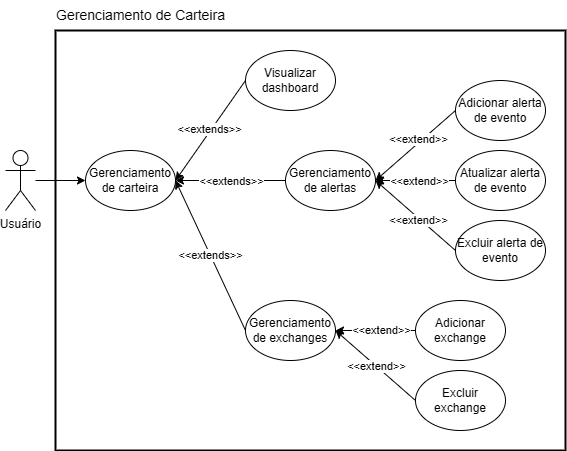 Gerenciamento de Carteira
Visualizar
dashboard
<<extends>>
Adicionar alerta
de evento
<<extend>>
Gerenciamento
de carteira
<<extends>>
Gerenciamento
de alertas
<<extend>>
Atualizar alerta
de evento
Usuário
<<extend>>
Excluir alerta de
evento
<<extends>>
Gerenciamento
de exchanges
<<extend>>
Adicionar
exchange
<<extend>>
Excluir
exchange